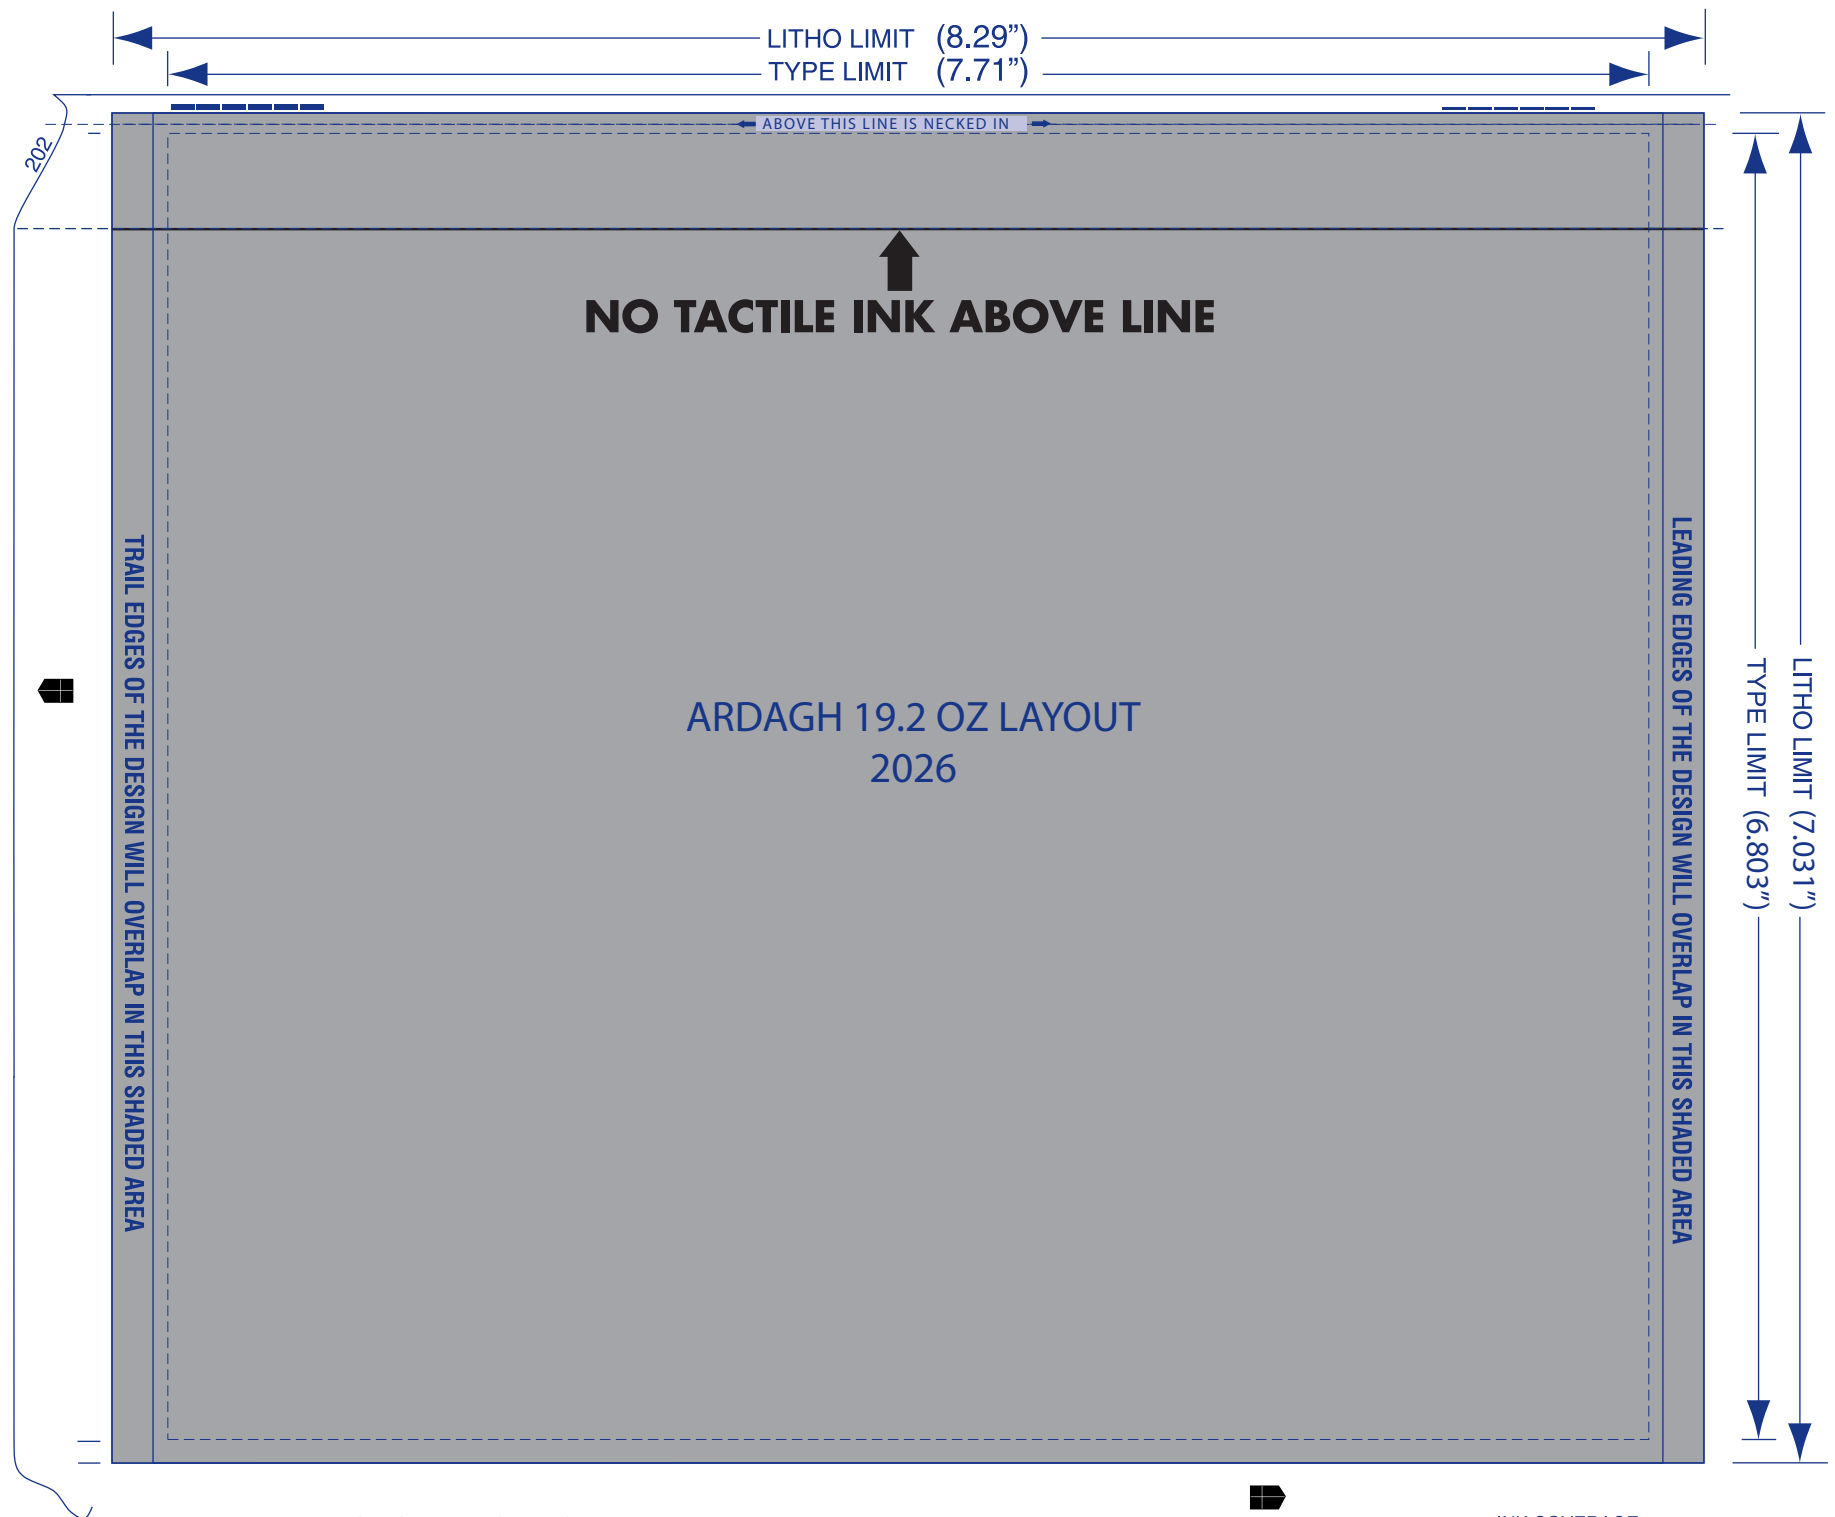 LITHO LIMIT (8.29”)
TYPE LIMIT (7.71”)
ABOVE THIS LINE IS NECKED IN
202
NO TACTILE INK ABOVE LINE
TRAIL EDGES OF THE DESIGN WILL OVERLAP IN THIS SHADED AREA
ARDAGH 19.2 OZ LAYOUT
2026
LEADING EDGES OF THE DESIGN WILL OVERLAP IN THIS SHADED AREA
TYPE LIMIT (6.803”)
LITHO LIMIT (7.031”)